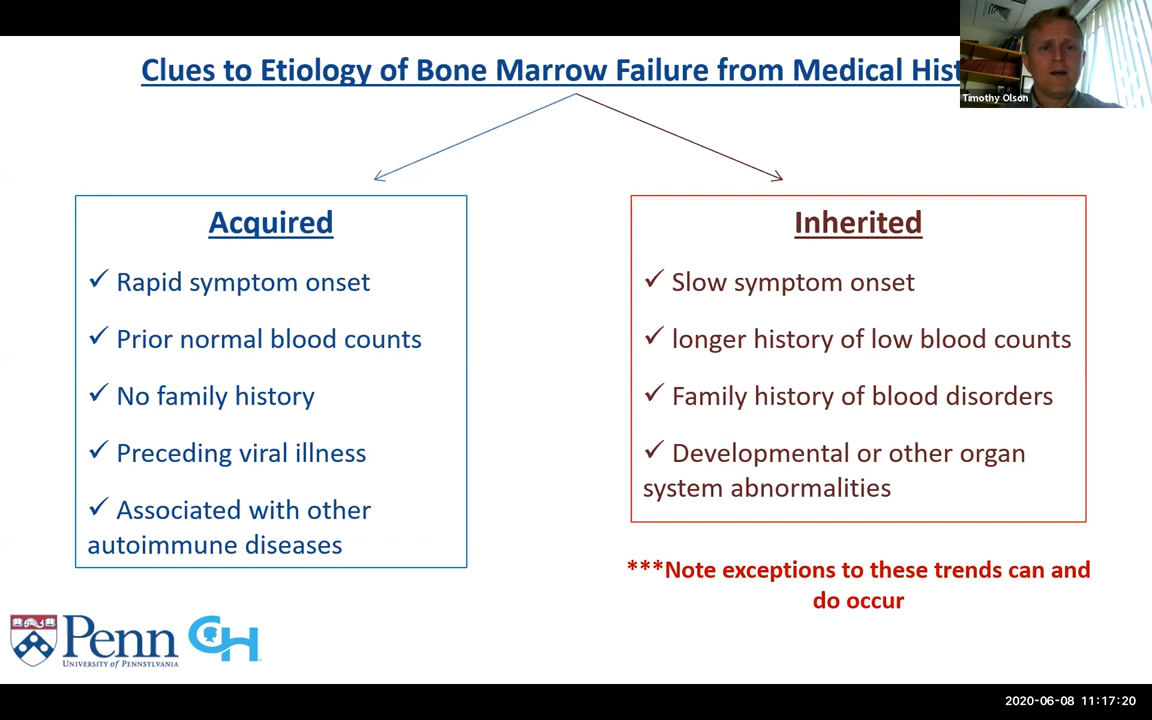 Clues to Etiology of Bone Marrow Failure from Medical Hist
Timothy Olson
Acquired
✓ Rapid symptom onset
✓ Prior normal blood counts
✓ No family history
✓ Preceding viral illness
✓ Associated with other
autoimmune diseases
Inherited
✓ Slow symptom onset
✓ longer history of low blood counts
✓ Family history of blood disorders
✓ Developmental or other organ
system abnormalities
***Note exceptions to these trends can and
do occur
Penn
UNIVERSITY OF PENNSYLVANIA
CH
2020-06-08 11:17:20